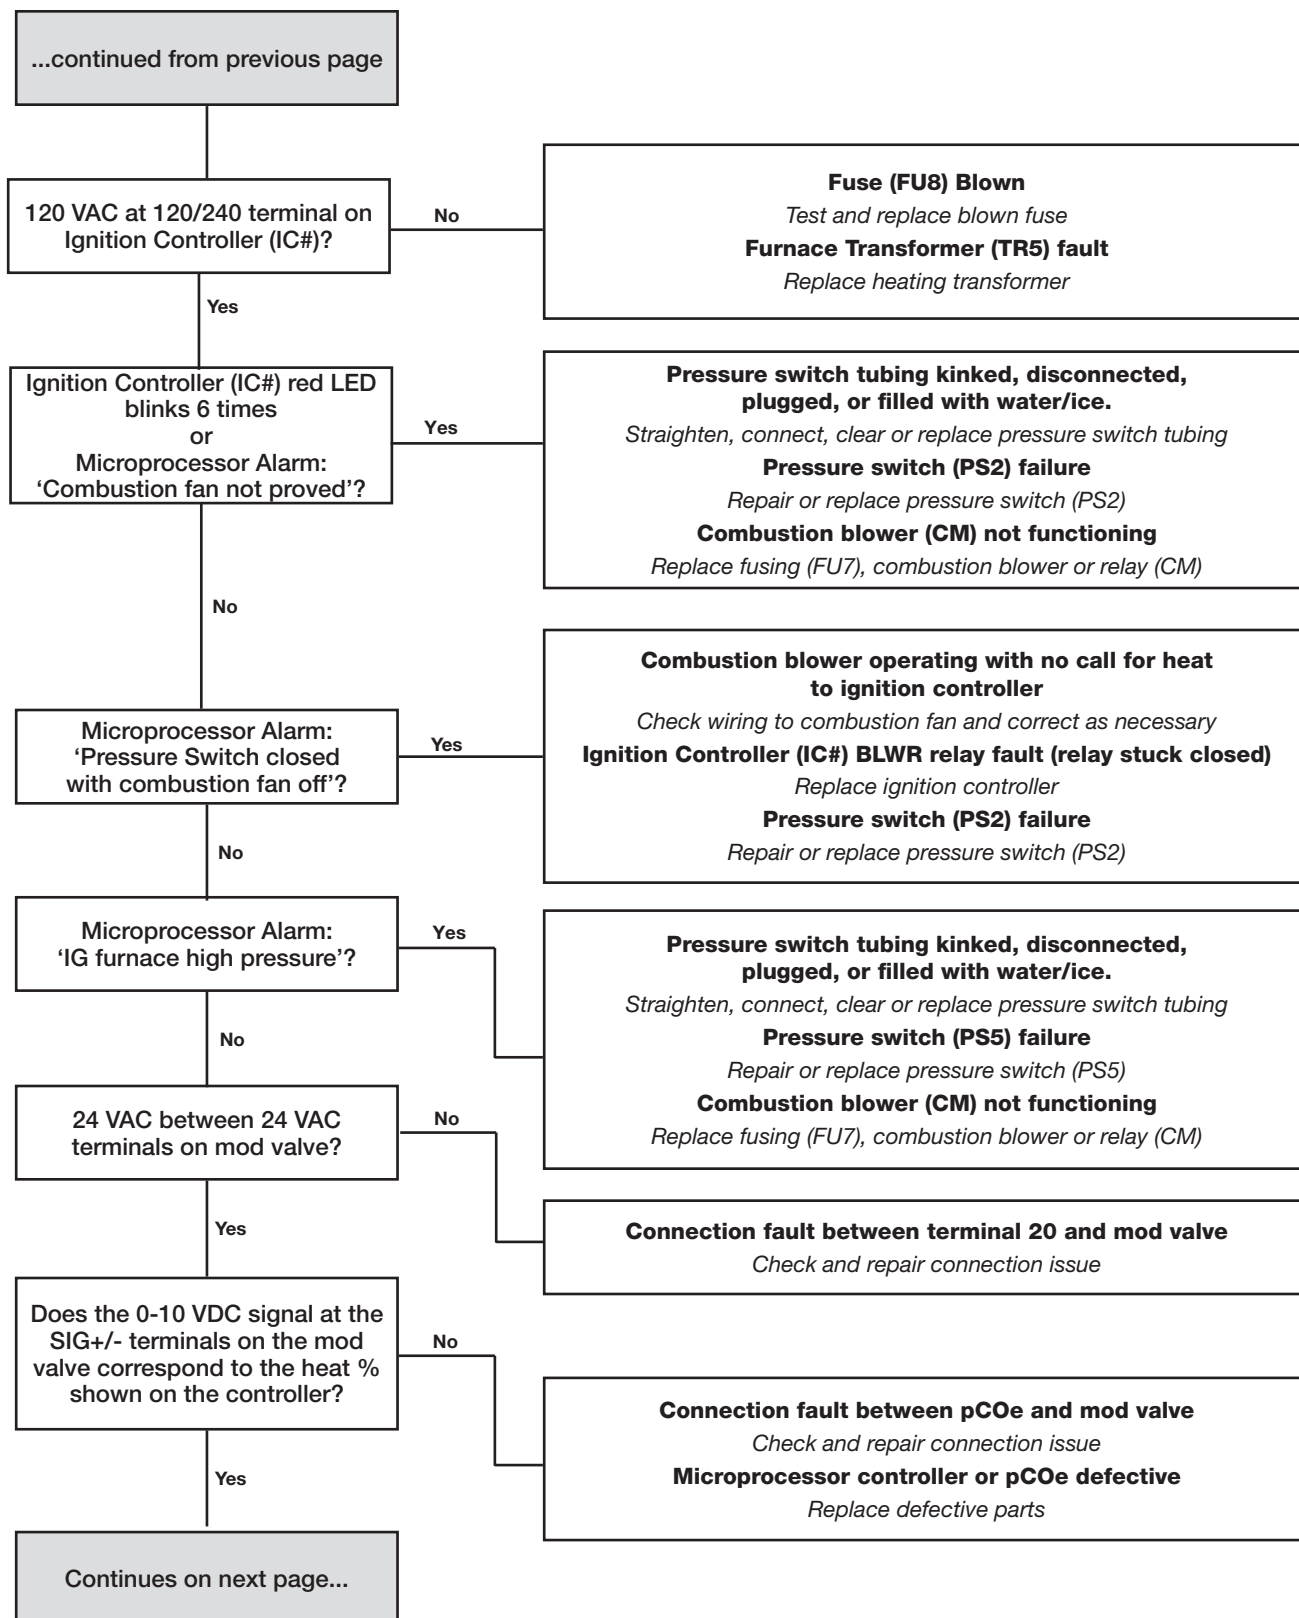 ...continued from previous page
120 VAC at 120/240 terminal on
Ignition Controller (IC#)?
No
Fuse (FU8) Blown
Test and replace blown fuse
Furnace Transformer (TR5) fault
Replace heating transformer
Yes
Ignition Controller (IC#) red LED
blinks 6 times
or
Microprocessor Alarm:
‘Combustion fan not proved’?
Yes
Pressure switch tubing kinked, disconnected,
plugged, or filled with water/ice.
Straighten, connect, clear or replace pressure switch tubing
Pressure switch (PS2) failure
Repair or replace pressure switch (PS2)
Combustion blower (CM) not functioning
Replace fusing (FU7), combustion blower or relay (CM)
No
Microprocessor Alarm:
‘Pressure Switch closed
with combustion fan off’?
Yes
Combustion blower operating with no call for heat
to ignition controller
Check wiring to combustion fan and correct as necessary
Ignition Controller (IC#) BLWR relay fault (relay stuck closed)
Replace ignition controller
Pressure switch (PS2) failure
Repair or replace pressure switch (PS2)
No
Microprocessor Alarm:
‘IG furnace high pressure’?
Yes
Pressure switch tubing kinked, disconnected,
plugged, or filled with water/ice.
Straighten, connect, clear or replace pressure switch tubing
Pressure switch (PS5) failure
Repair or replace pressure switch (PS5)
Combustion blower (CM) not functioning
Replace fusing (FU7), combustion blower or relay (CM)
No
24 VAC between 24 VAC
terminals on mod valve?
No
Connection fault between terminal 20 and mod valve
Check and repair connection issue
Yes
Does the 0-10 VDC signal at the
SIG+/- terminals on the mod
valve correspond to the heat %
shown on the controller?
No
Connection fault between pCOe and mod valve
Check and repair connection issue
Microprocessor controller or pCOe defective
Replace defective parts
Yes
Continues on next page...